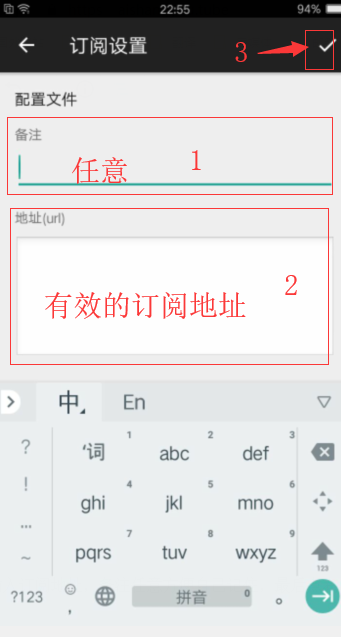 22:55
94%
订阅设置
3
配置文件
备注
任意
1
地址(url)
有效的订阅地址
2
中 En
? '词 1 abc 2 def 3
! ghi 4 jkl 5 mno 6
... pqrs 7 tuv 8 wxyz 9
~
123
?123 , 拼音 0 。